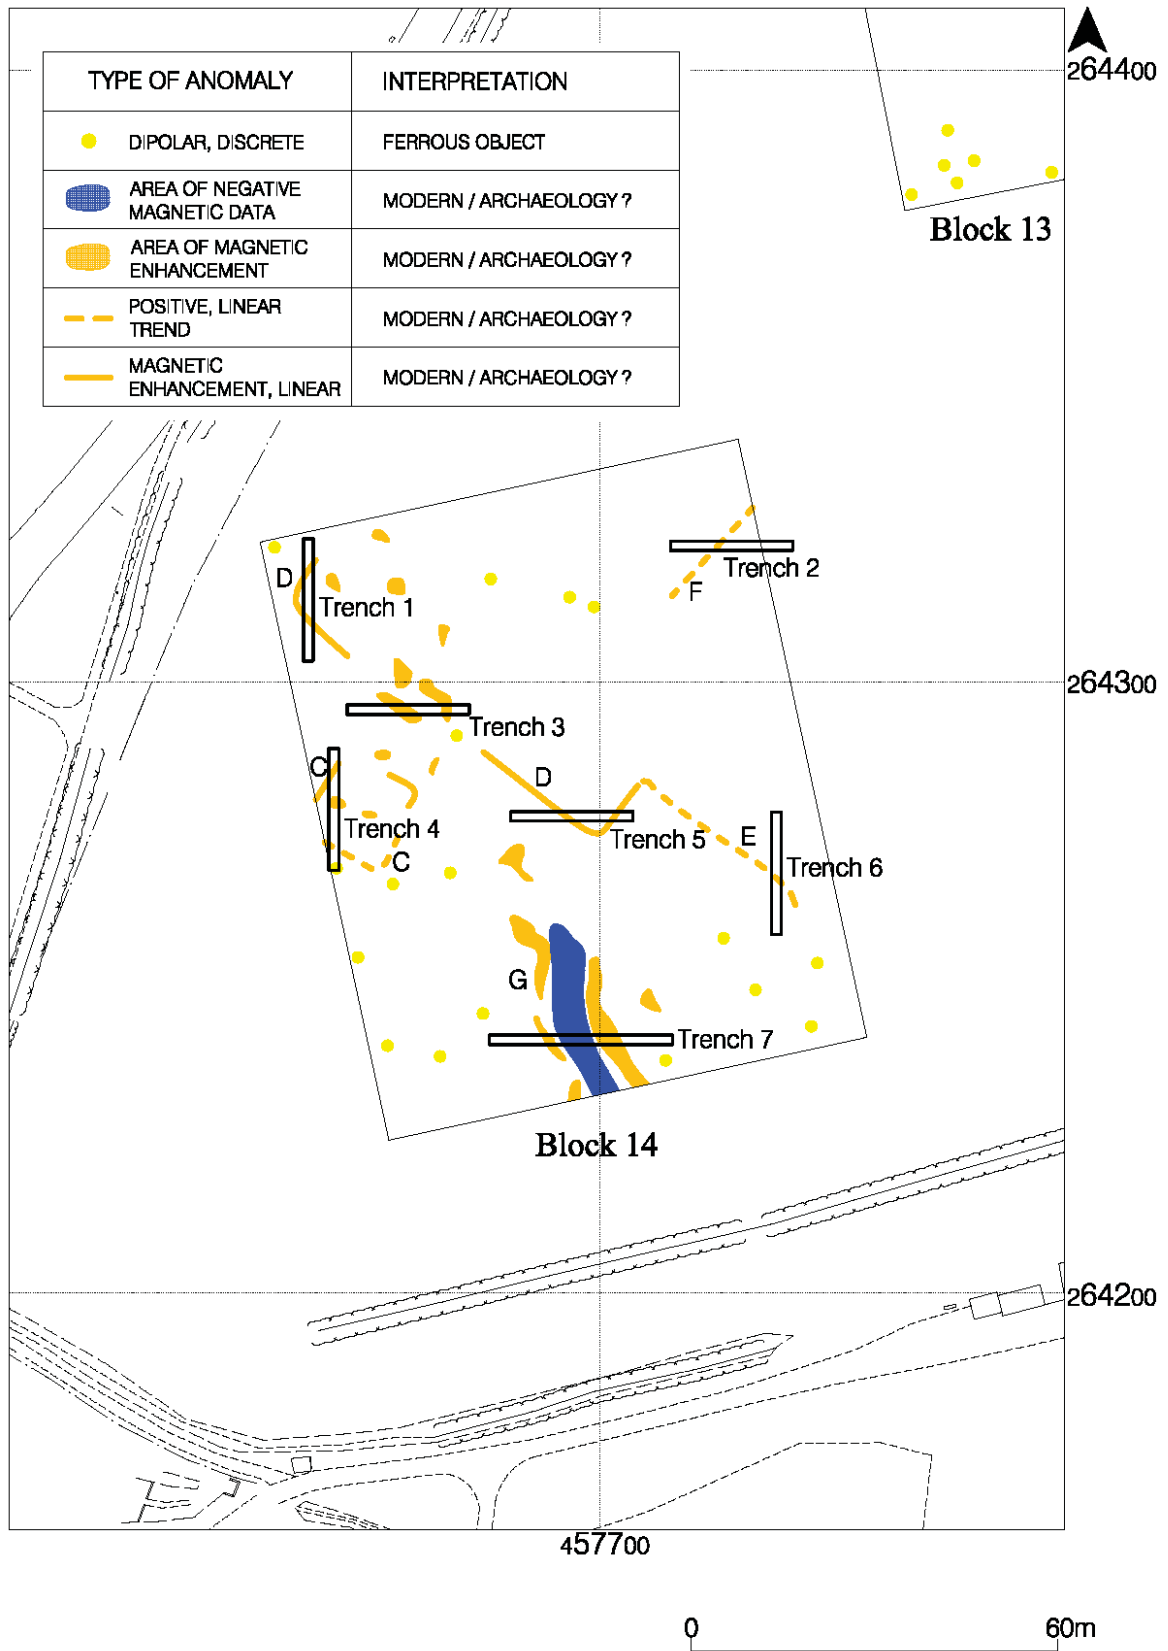 TYPE OF ANOMALY INTERPRETATION
DIPOLAR, DISCRETE FERROUS OBJECT
AREA OF NEGATIVE
MAGNETIC DATA
MODERN / ARCHAEOLOGY ?
AREA OF MAGNETIC
ENHANCEMENT
MODERN / ARCHAEOLOGY ?
POSITIVE, LINEAR
TREND
MODERN / ARCHAEOLOGY ?
MAGNETIC
ENHANCEMENT, LINEAR
MODERN / ARCHAEOLOGY ?
264400
Block 13
D
Trench 1
Trench 2
F
264300
Trench 3
C
D
Trench 4
C
Trench 5
E
Trench 6
G
Trench 7
Block 14
264200
457700
0 60m